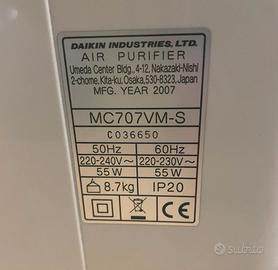 DAIKIN INDUSTRIES, LTD.
AIR PURIFIER
Umeda Center Bldg., 4-12, Nakazaki-Nishi
2-chome, Kita-ku, Osaka, 530-8323, Japan
MFG. YEAR 2007
MC707VM-S
C036650
50Hz 60Hz
220-240V~ 220-230V~
55W 55W
8.7kg IP20
subito